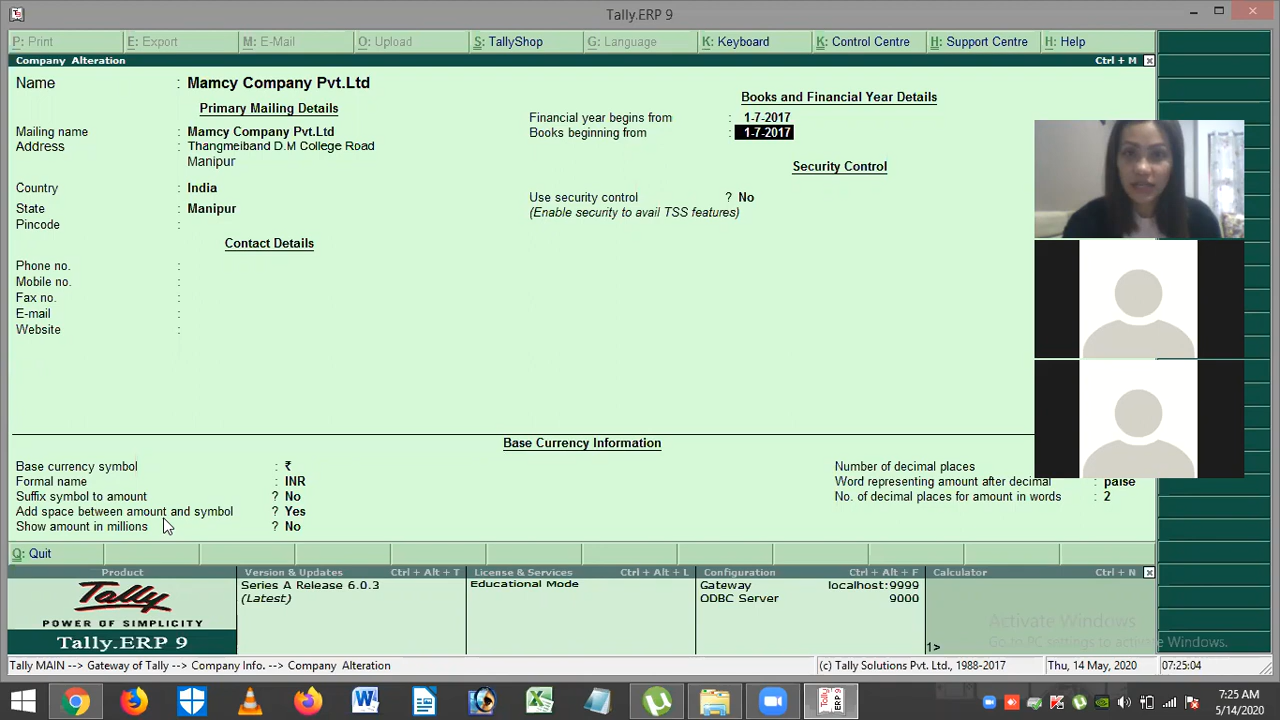 Tally.ERP 9
P: Print
E: Export
M: E-Mail
O: Upload
S: TallyShop
G: Language
K: Keyboard
K: Control Centre
H: Support Centre
H: Help
Company Alteration
Ctrl + M
Name : Mamcy Company Pvt.Ltd
Primary Mailing Details
Mailing name : Mamcy Company Pvt.Ltd
Address : Thangmeiband D.M College Road
Manipur
Country : India
State : Manipur
Pincode :
Contact Details
Phone no. :
Mobile no. :
Fax no. :
E-mail :
Website :
Books and Financial Year Details
Financial year begins from : 1-7-2017
Books beginning from : 1-7-2017
Security Control
Use security control ? No
(Enable security to avail TSS features)
Base Currency Information
Base currency symbol : ₹
Formal name : INR
Suffix symbol to amount ? No
Add space between amount and symbol ? Yes
Show amount in millions ? No
Number of decimal places
Word representing amount after decimal : paise
No. of decimal places for amount in words : 2
Q: Quit
Product
Tally
POWER OF SIMPLICITY
Tally.ERP 9
Version & Updates Ctrl + Alt + T
Series A Release 6.0.3
(Latest)
License & Services Ctrl + Alt + L
Educational Mode
Configuration Ctrl + Alt + F
Gateway localhost:9999
ODBC Server 9000
Calculator Ctrl + N
1>
Activate Windows
Go to PC settings to activate Windows.
Tally MAIN --> Gateway of Tally --> Company Info. --> Company Alteration
(c) Tally Solutions Pvt. Ltd., 1988-2017
Thu, 14 May, 2020
07:25:04
7:25 AM
5/14/2020